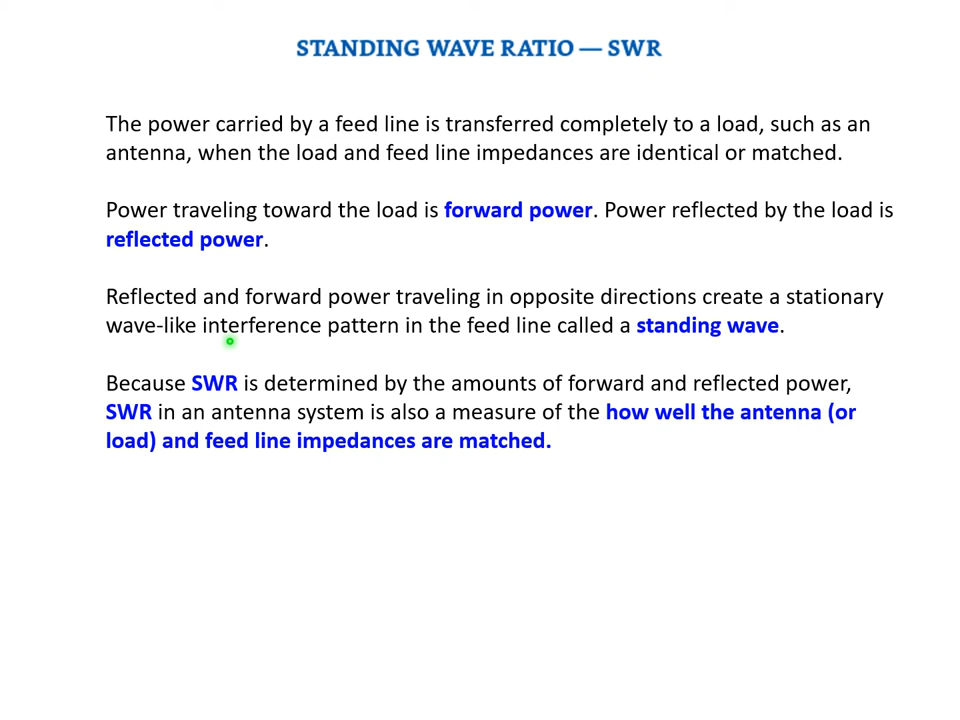 STANDING WAVE RATIO — SWR
The power carried by a feed line is transferred completely to a load, such as an
antenna, when the load and feed line impedances are identical or matched.
Power traveling toward the load is forward power. Power reflected by the load is
reflected power.
Reflected and forward power traveling in opposite directions create a stationary
wave-like interference pattern in the feed line called a standing wave.
Because SWR is determined by the amounts of forward and reflected power,
SWR in an antenna system is also a measure of the how well the antenna (or
load) and feed line impedances are matched.